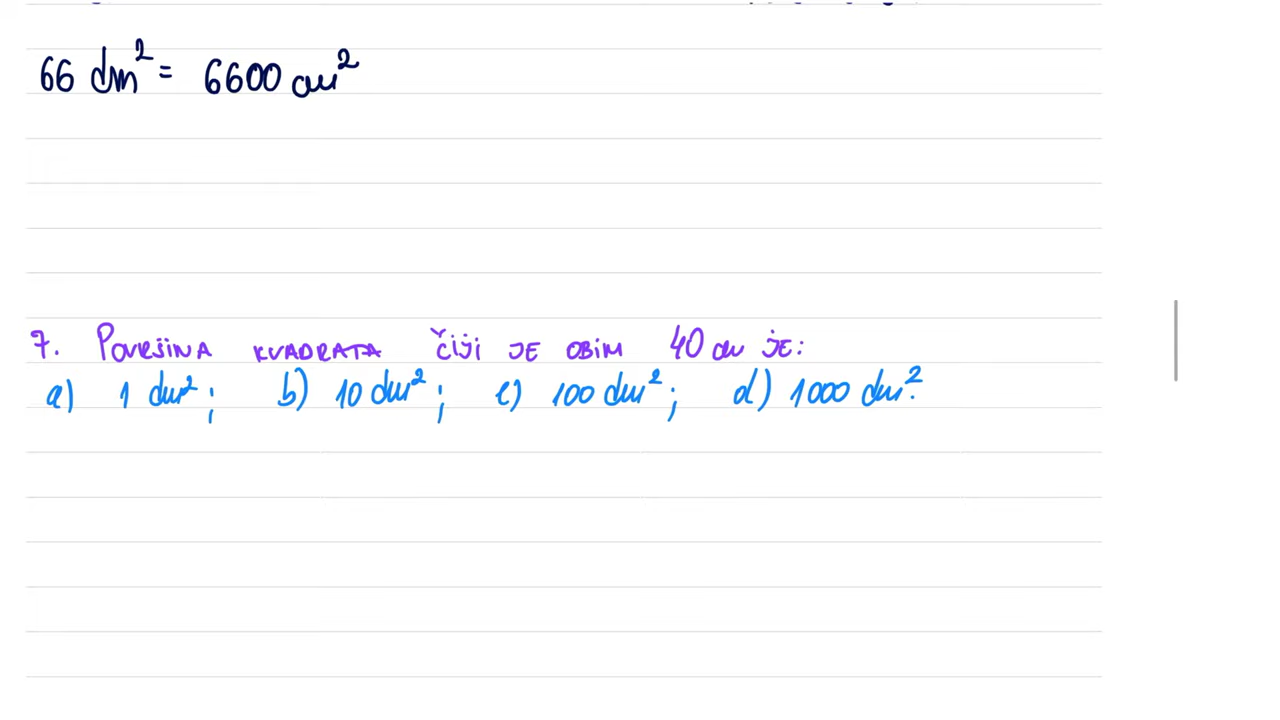 66 dm² = 6600 cm²
7. Površina kvadrata čiji je obim 40 cm je:
a) 1 dm²; b) 10 dm²; c) 100 dm²; d) 1000 dm².